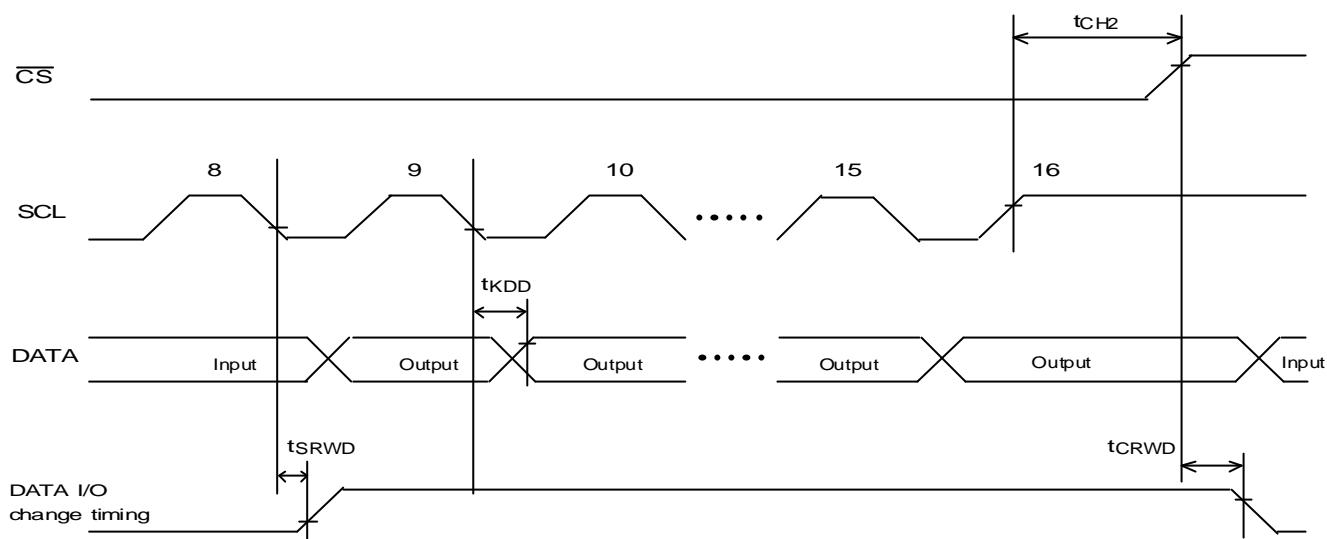 tCH2
CS
8 9 10 15 16
SCL
tKDD
DATA
Input Output Output Output Output Input
tSRWD
tCRWD
DATA I/O
change timing